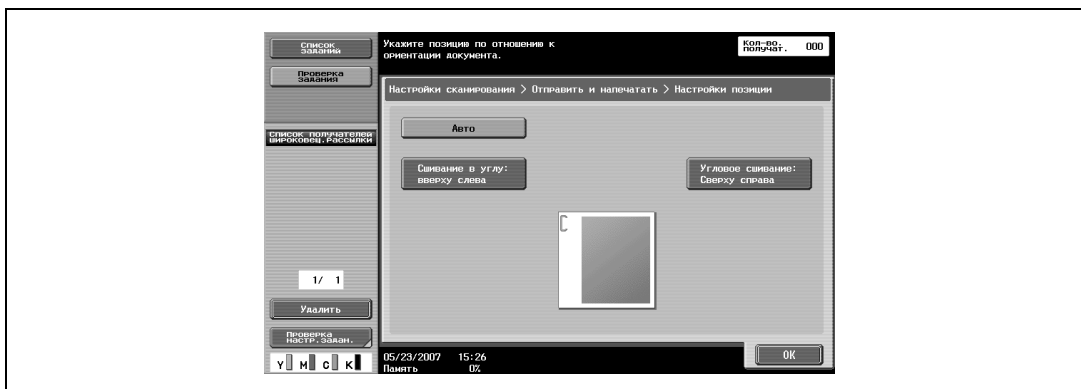 Список
заданий
Проверка
задания
Список получателей
широковещ.рассылки
1/ 1
Удалить
Проверка
настр.задан.
Y M C K
Укажите позицию по отношению к
ориентации документа.
Кол-во.
получат. 000
Настройки сканирования > Отправить и напечатать > Настройки позиции
Авто
Сшивание в углу:
вверху слева
Угловое сшивание:
Сверху справа
05/23/2007 15:26
Память 0%
OK